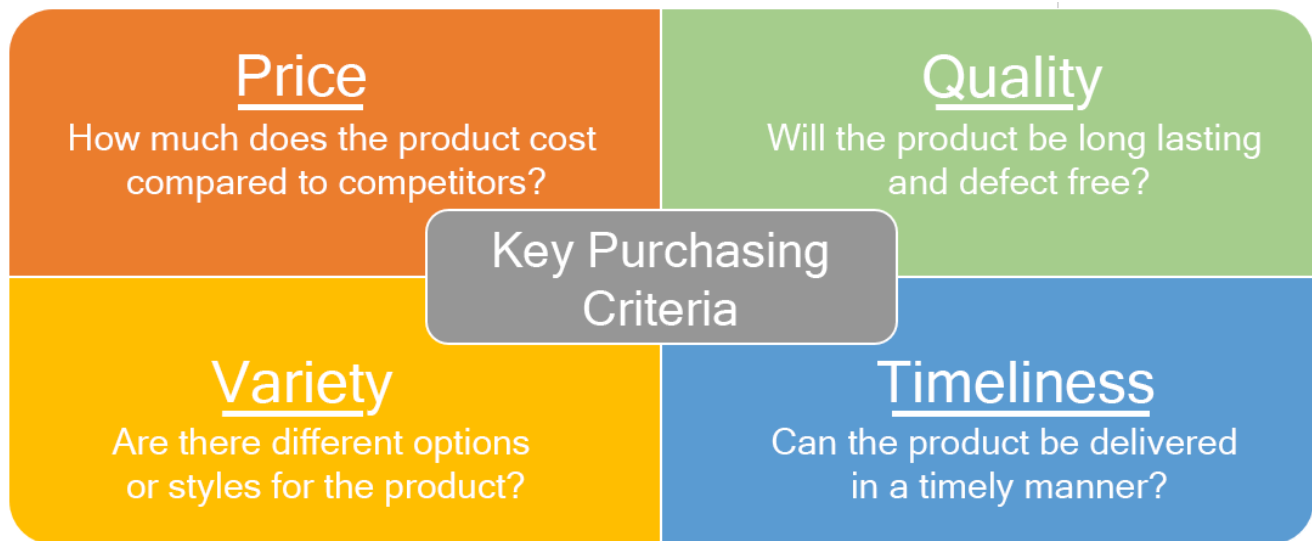 Price
How much does the product cost
compared to competitors?
Quality
Will the product be long lasting
and defect free?
Key Purchasing
Criteria
Variety
Are there different options
or styles for the product?
Timeliness
Can the product be delivered
in a timely manner?